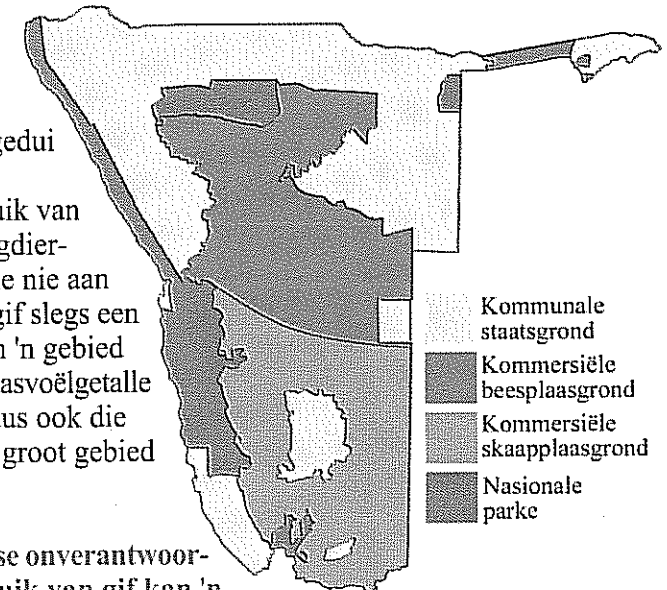 gedui
uik van
gdier-
e nie aan
gif slegs een
n 'n gebied
asvoëlgetalle
us ook die
groot gebied
se onverantwoor-
uik van gif kan 'n
Kommunale
staatsgrond
Kommersiële
beesplaasgrond
Kommersiële
skaapplaasgrond
Nasionale
parke